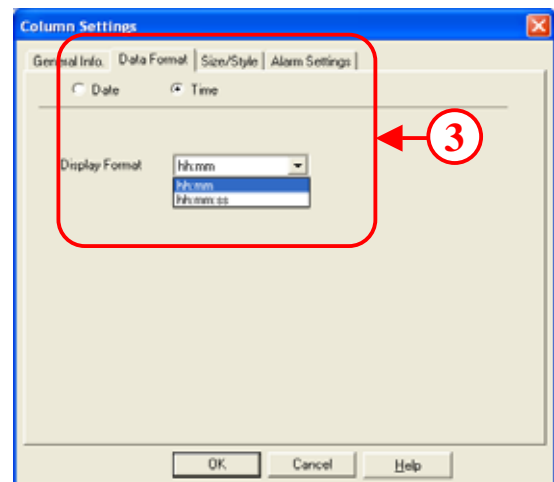 Column Settings
General Info. Data Format Size/Style Alarm Settings
Date Time
3
Display Format hh:mm
hh:mm
hh:mm:ss
OK Cancel Help